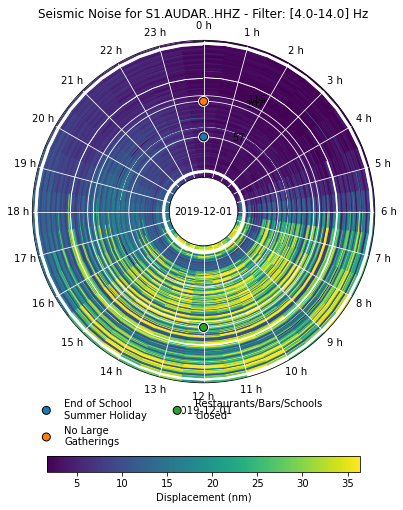 Seismic Noise for S1.AUDAR..HHZ - Filter: [4.0-14.0] Hz
0 h
23 h
1 h
22 h
2 h
21 h
3 h
20 h
4 h
19 h
5 h
18 h
2019-12-01
6 h
17 h
7 h
16 h
8 h
15 h
9 h
14 h
10 h
13 h
11 h
12 h
2019-12-01
End of School
Summer Holiday
Restaurants/Bars/Schools
closed
No Large
Gatherings
5
10
15
20
25
30
35
Displacement (nm)